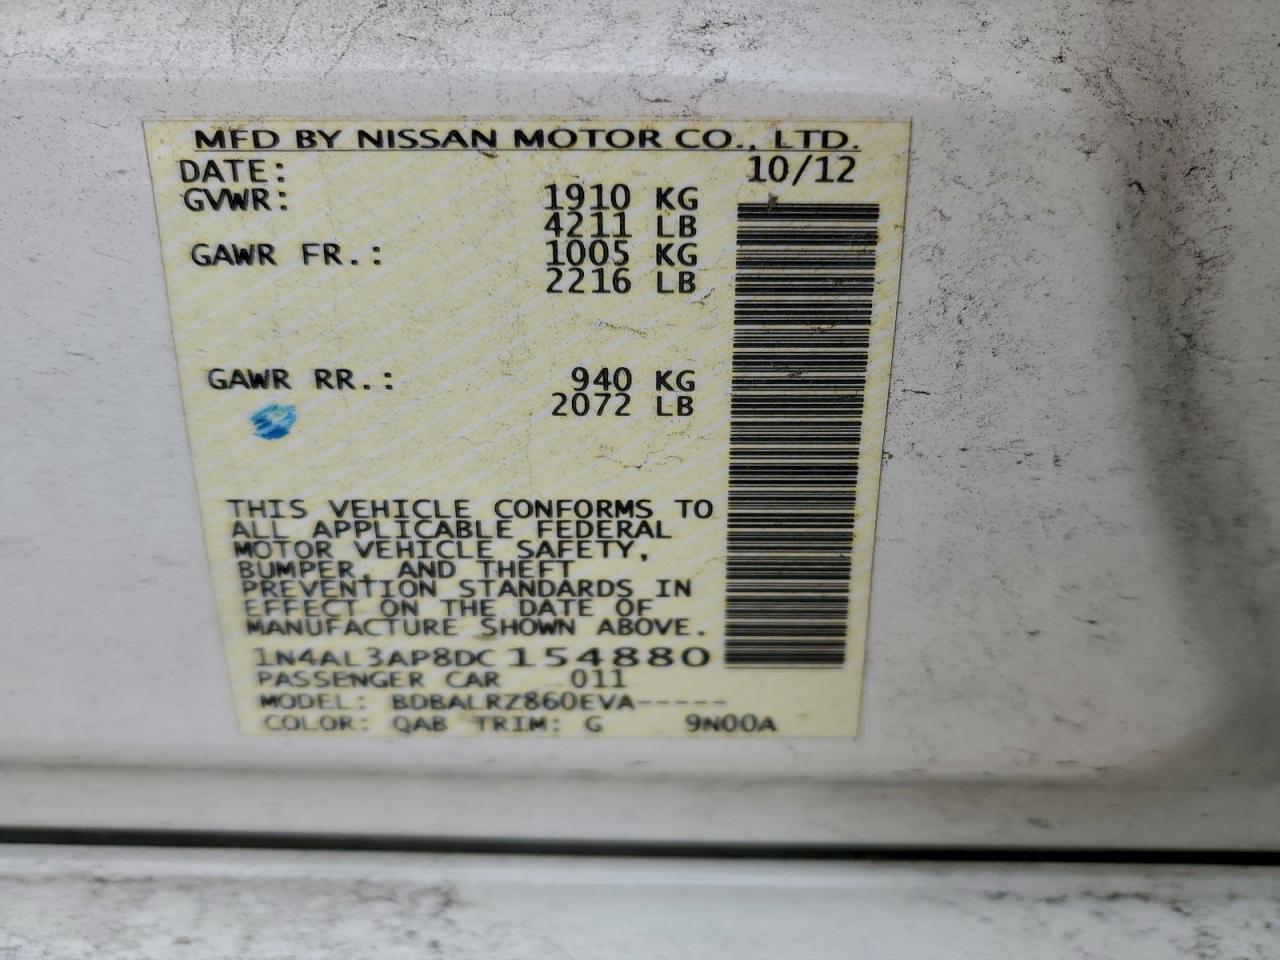 MFD BY NISSAN MOTOR CO., LTD.
DATE: 10/12
GVWR: 1910 KG
4211 LB
GAWR FR.: 1005 KG
2216 LB
GAWR RR.: 940 KG
2072 LB
THIS VEHICLE CONFORMS TO
ALL APPLICABLE FEDERAL
MOTOR VEHICLE SAFETY,
BUMPER, AND THEFT
PREVENTION STANDARDS IN
EFFECT ON THE DATE OF
MANUFACTURE SHOWN ABOVE.
1N4AL3AP8DC154880
PASSENGER CAR 011
MODEL: BDBALRZ860EVA-----
COLOR: QAB TRIM: G 9N00A